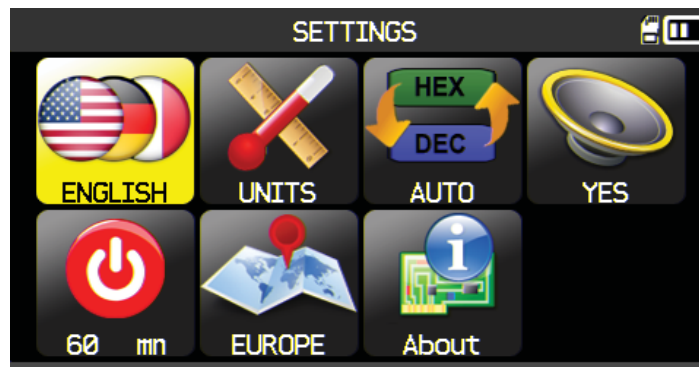 SETTINGS
HEX
DEC
ENGLISH UNITS AUTO YES
60 mn EUROPE About